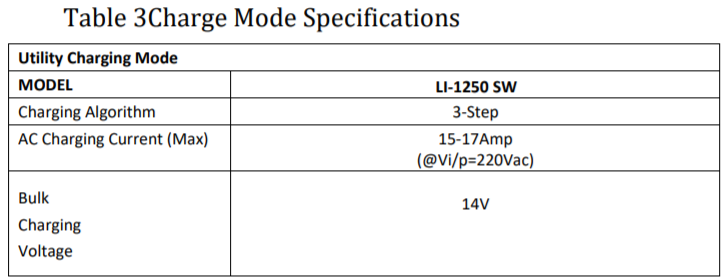 Table 3Charge Mode Specifications
Utility Charging Mode
MODEL LI-1250 SW
Charging Algorithm 3-Step
AC Charging Current (Max) 15-17Amp
(@Vi/p=220Vac)
Bulk
Charging
Voltage
14V